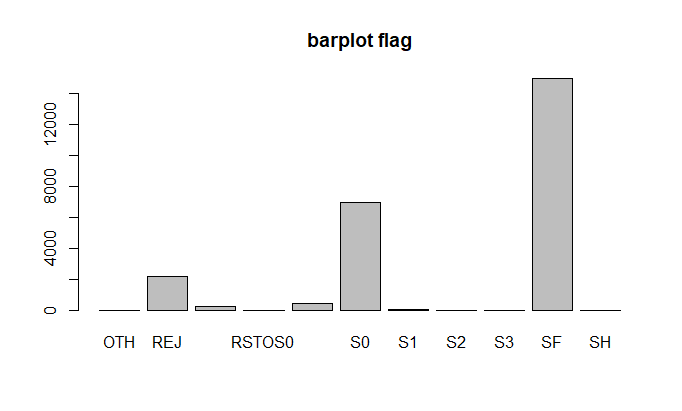 barplot flag
12000
8000
4000
0
OTH REJ RSTOS0 S0 S1 S2 S3 SF SH